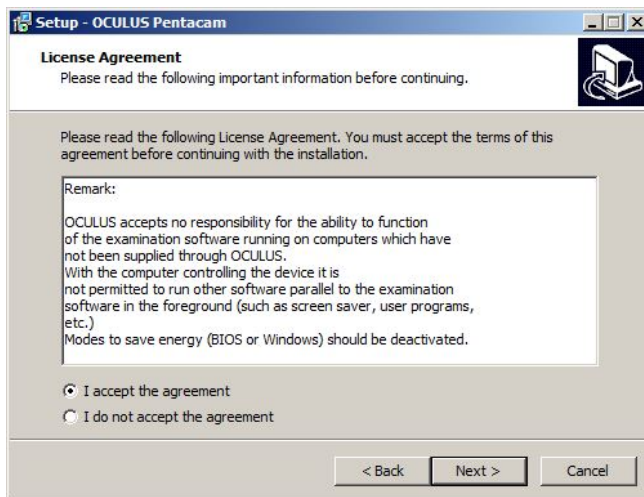 Setup - OCULUS Pentacam
License Agreement
Please read the following important information before continuing.
Please read the following License Agreement. You must accept the terms of this
agreement before continuing with the installation.
Remark:
OCULUS accepts no responsibility for the ability to function
of the examination software running on computers which have
not been supplied through OCULUS.
With the computer controlling the device it is
not permitted to run other software parallel to the examination
software in the foreground (such as screen saver, user programs,
etc.)
Modes to save energy (BIOS or Windows) should be deactivated.
I accept the agreement
I do not accept the agreement
< Back Next > Cancel